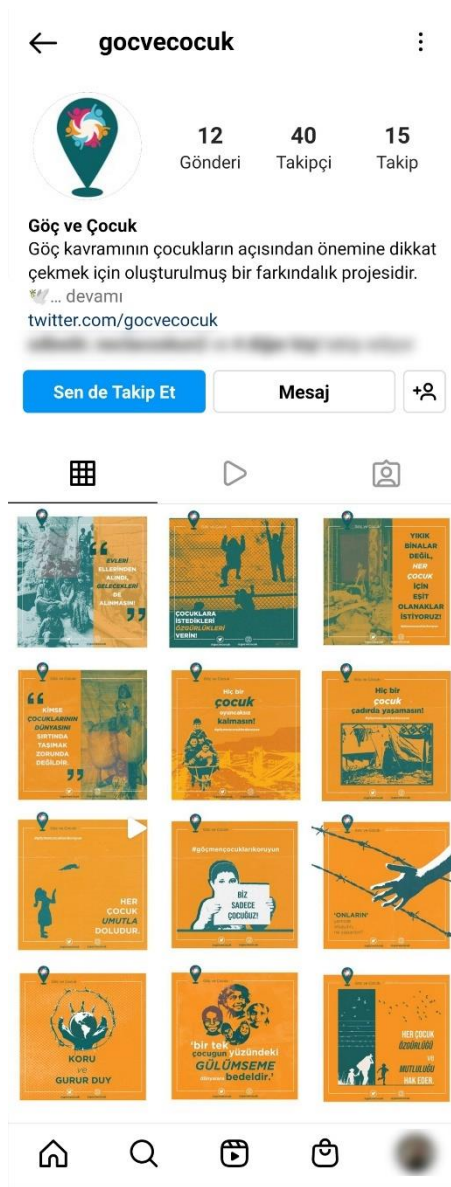 gocvecocuk
12 40 15
Gönderi Takipçi Takip
Göç ve Çocuk
Göç kavramının çocukların açısından önemine dikkat
çekmek için oluşturulmuş bir farkındalık projesidir.
🕊... devamı
twitter.com/gocvecocuk
Sen de Takip Et Mesaj
“
EVLERİ
ELLERİNDEN
ALINDI,
GELECEKLERİ
DE
ALINMASIN!
”
ÇOCUKLARA
İSTEDİKLERİ
ÖZGÜRLÜKLERİ
VERİN!
YIKIK
BİNALAR
DEĞİL,
HER
ÇOCUK
İÇİN
EŞİT
OLANAKLAR
İSTİYORUZ!
“
KİMSE
ÇOCUKLARININ
DÜNYASINI
SIRTINDA
TAŞIMAK
ZORUNDA
DEĞİLDİR.
”
Hiç bir
çocuk
oyuncaksız
kalmasın!
Hiç bir
çocuk
çadırda yaşamasın!
HER
ÇOCUK
UMUTLA
DOLUDUR.
#göçmençocuklarıkoruyun
BİZ
SADECE
ÇOCUĞUZ!
'ONLARIN'
KORU
ve
GURUR DUY
'bir tek
çocuğun yüzündeki
GÜLÜMSEME
dünyalara bedeldir.'
HER ÇOCUK
ÖZGÜRLÜĞÜ
VE
MUTLULUĞU
HAK EDER.